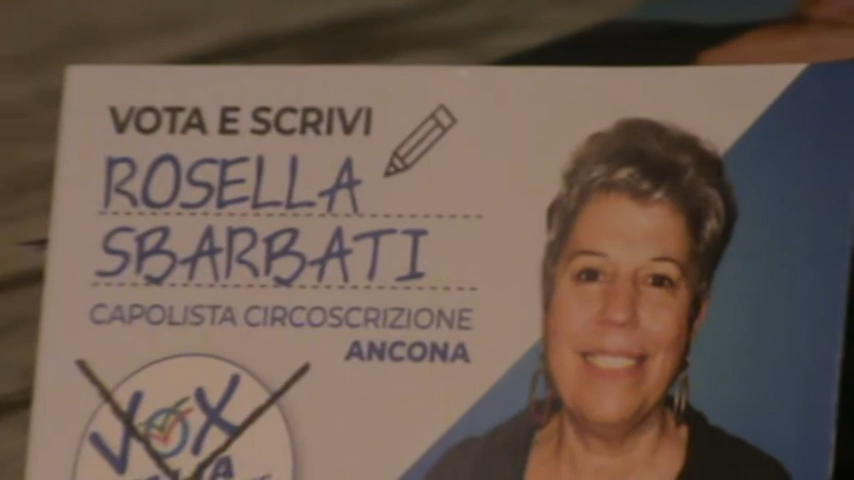 VOTA E SCRIVI
ROSELLA
SBARBATI
CAPOLISTA CIRCOSCRIZIONE
ANCONA
VOX